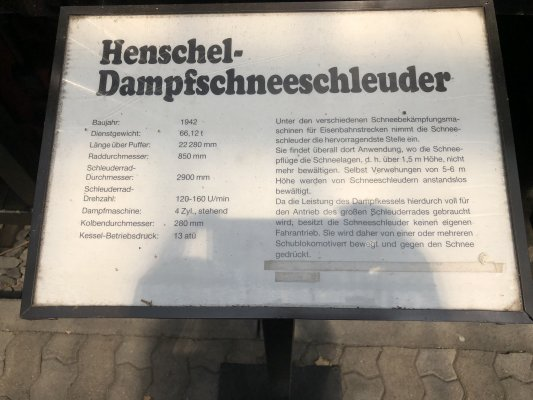 Henschel-
Dampfschneeschleuder
Baujahr: 1942
Dienstgewicht: 66,12 t
Länge über Puffer: 22 280 mm
Raddurchmesser: 850 mm
Schleuderrad-
Durchmesser: 2900 mm
Schleuderrad-
Drehzahl: 120-160 U/min
Dampfmaschine: 4 Zyl., stehend
Kolbendurchmesser: 280 mm
Kessel-Betriebsdruck: 13 atü
Unter den verschiedenen Schneebekämpfungsma-
schinen für Eisenbahnstrecken nimmt die Schnee-
schleuder die hervorragendste Stelle ein.
Sie findet überall dort Anwendung, wo die Schnee-
pflüge die Schneelagen, d. h. über 1,5 m Höhe, nicht
mehr bewältigen. Selbst Verwehungen von 5-6 m
Höhe werden von Schneeschleudern anstandslos
bewältigt.
Da die Leistung des Dampfkessels hierdurch voll für
den Antrieb des großen Schleuderrades gebraucht
wird, besitzt die Schneeschleuder keinen eigenen
Fahrantrieb. Sie wird daher von einer oder mehreren
Schublokomotiven bewegt und gegen den Schnee
gedrückt.